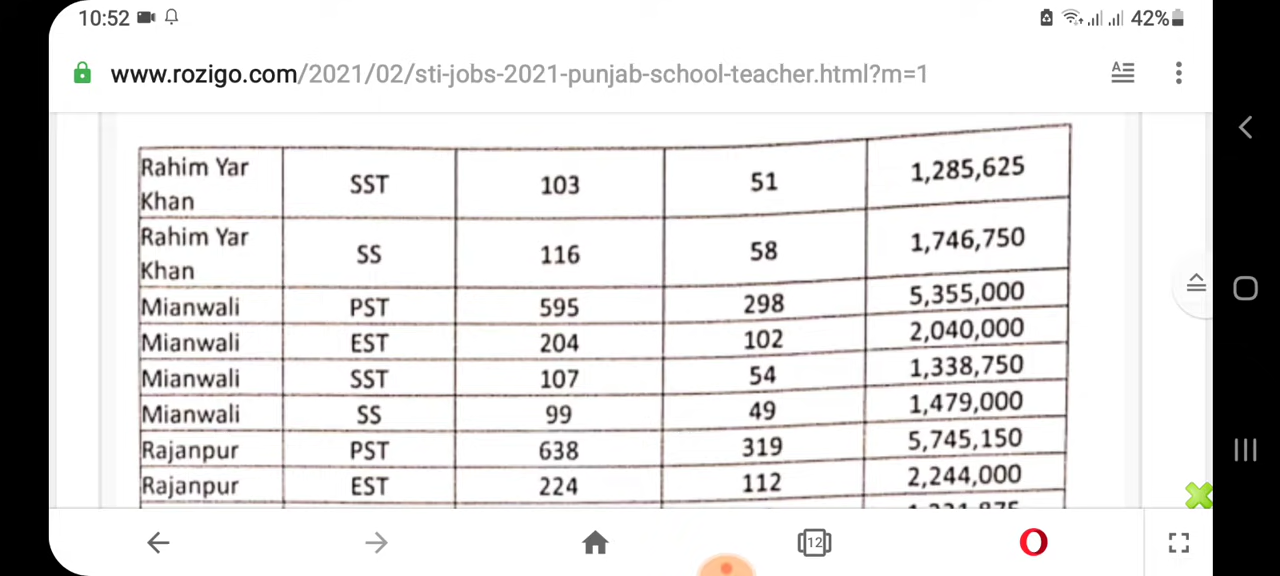 10:52 42%
www.rozigo.com/2021/02/sti-jobs-2021-punjab-school-teacher.html?m=1
Rahim Yar Khan SST 103 51 1,285,625
Rahim Yar Khan SS 116 58 1,746,750
Mianwali PST 595 298 5,355,000
Mianwali EST 204 102 2,040,000
Mianwali SST 107 54 1,338,750
Mianwali SS 99 49 1,479,000
Rajanpur PST 638 319 5,745,150
Rajanpur EST 224 112 2,244,000
12